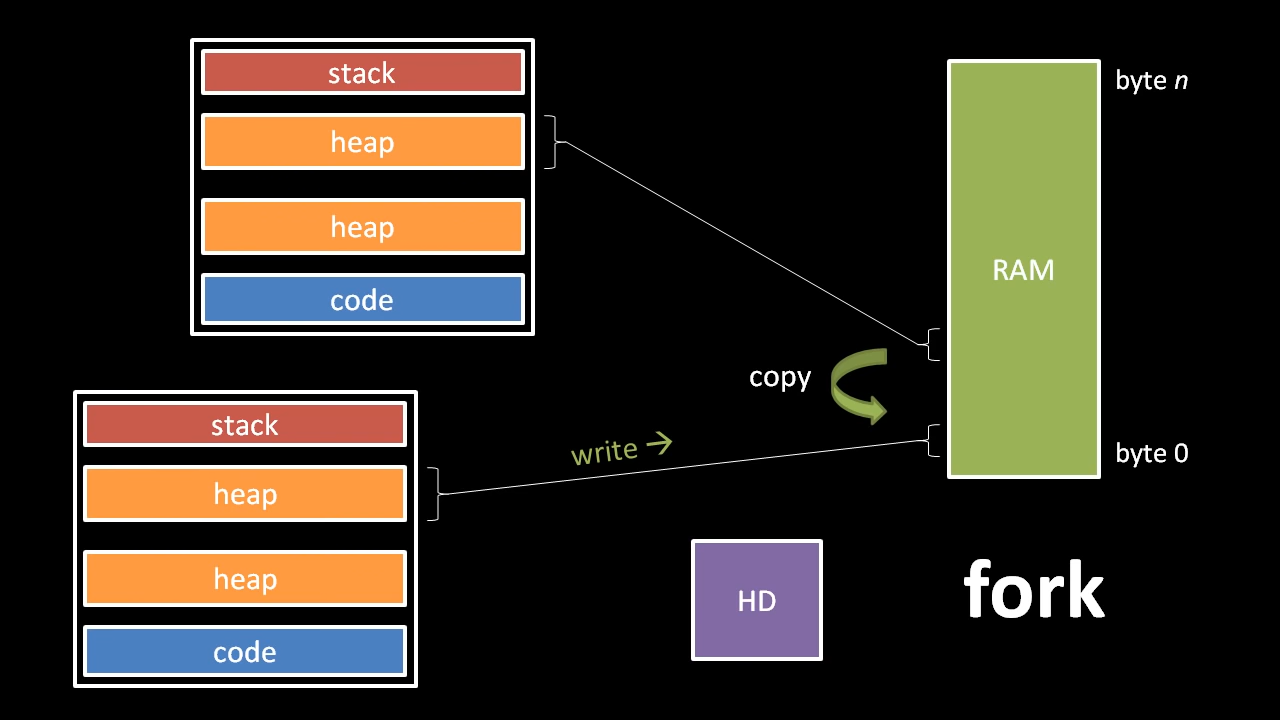 stack
heap
heap
code
stack
heap
heap
code
write →
copy
RAM
byte n
byte 0
HD
fork